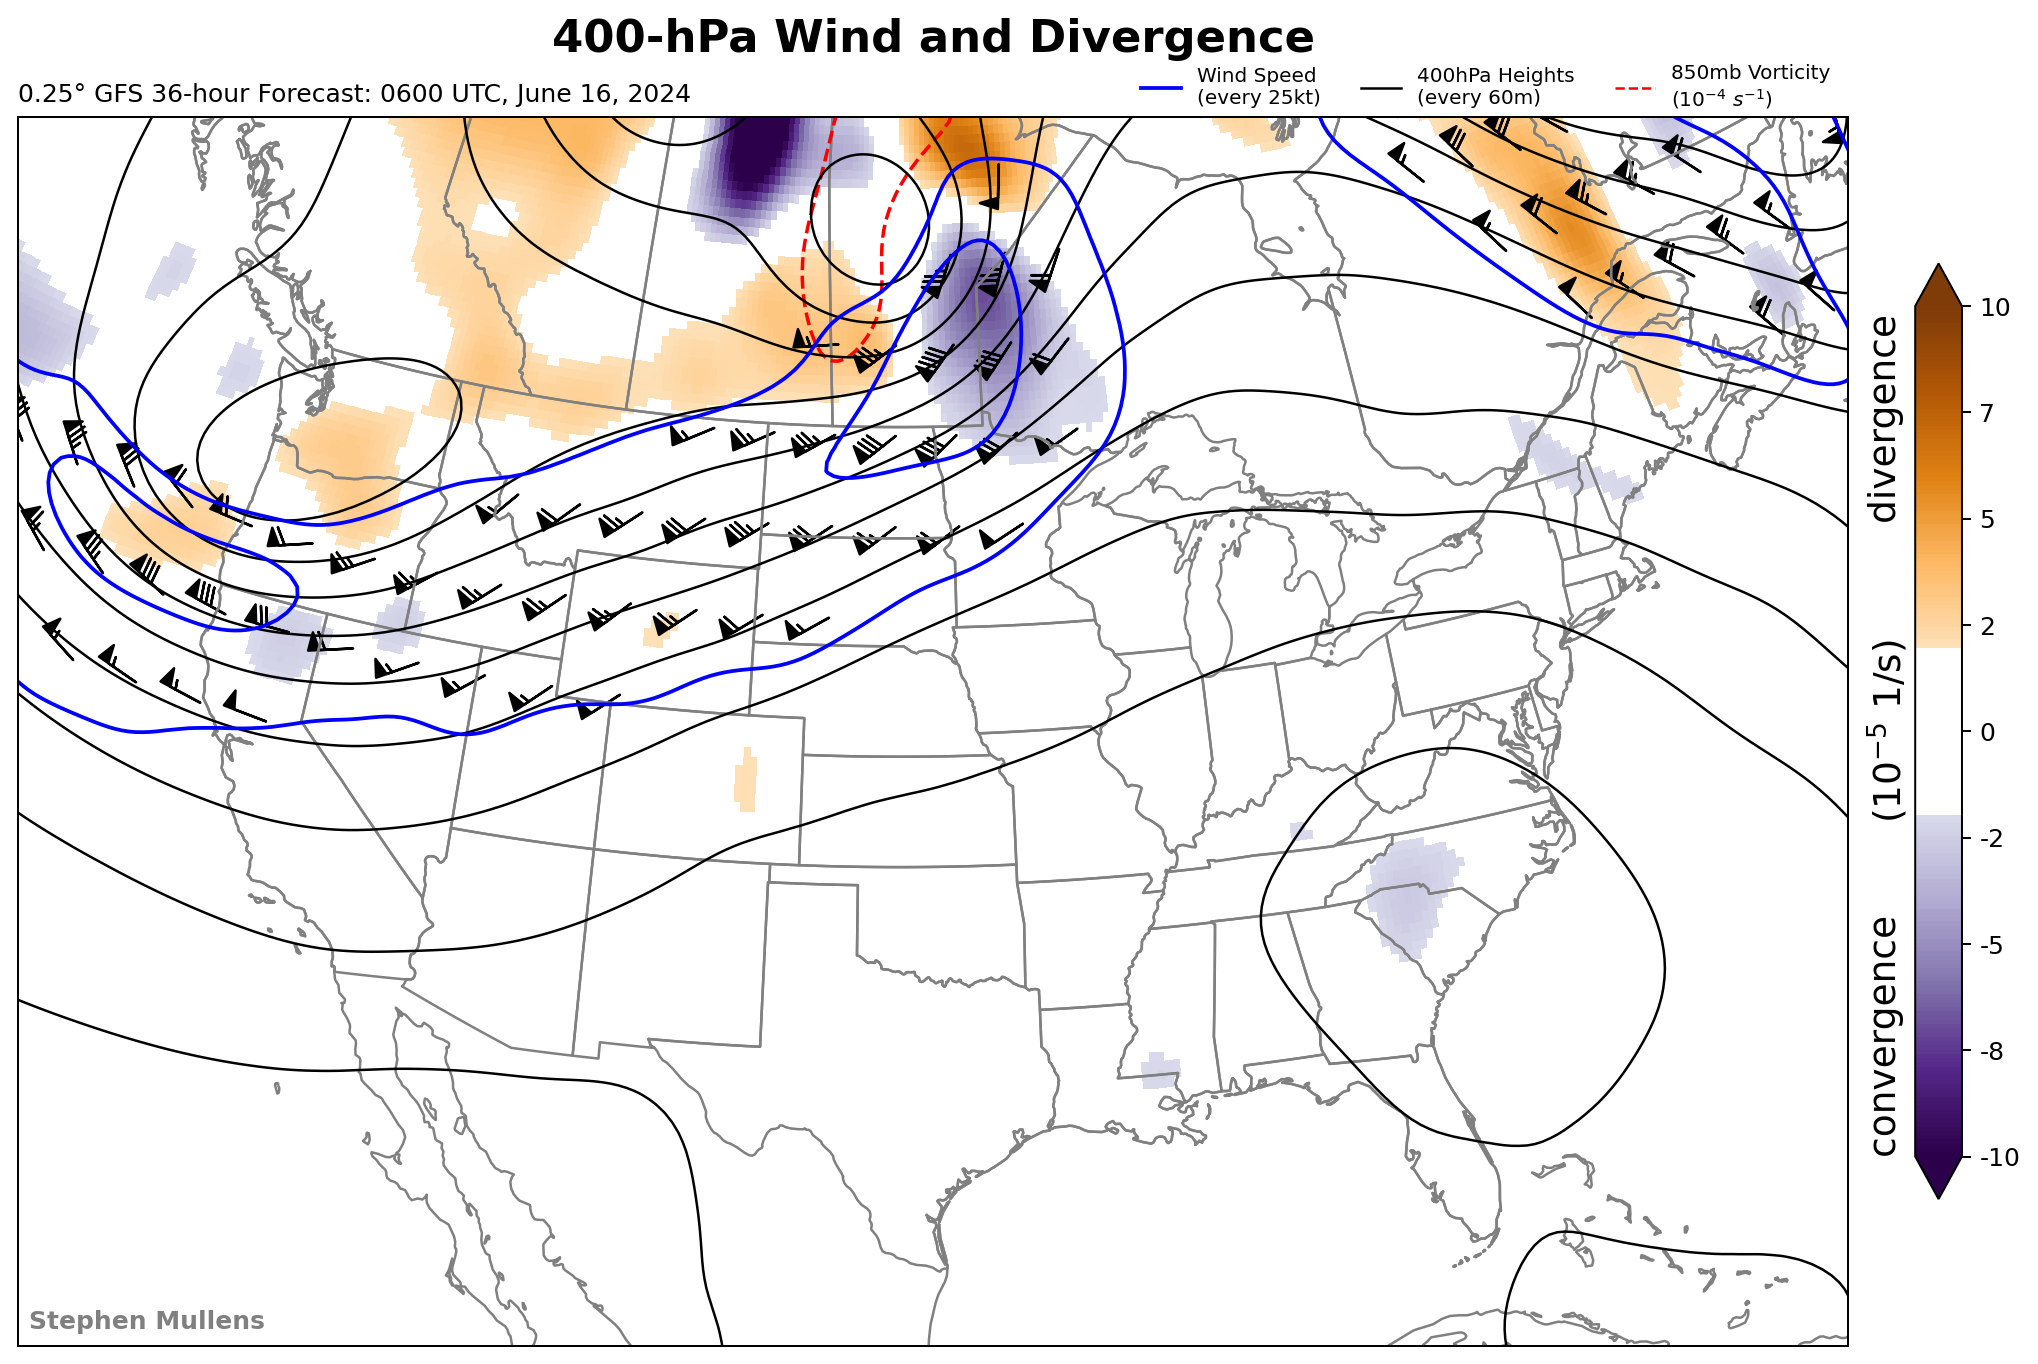 400-hPa Wind and Divergence
0.25° GFS 36-hour Forecast: 0600 UTC, June 16, 2024
Wind Speed
(every 25kt)
400hPa Heights
(every 60m)
850mb Vorticity
(10⁻⁴ s⁻¹)
10
7
5
2
0
-2
-5
-8
-10
convergence (10⁻⁵ 1/s) divergence
Stephen Mullens